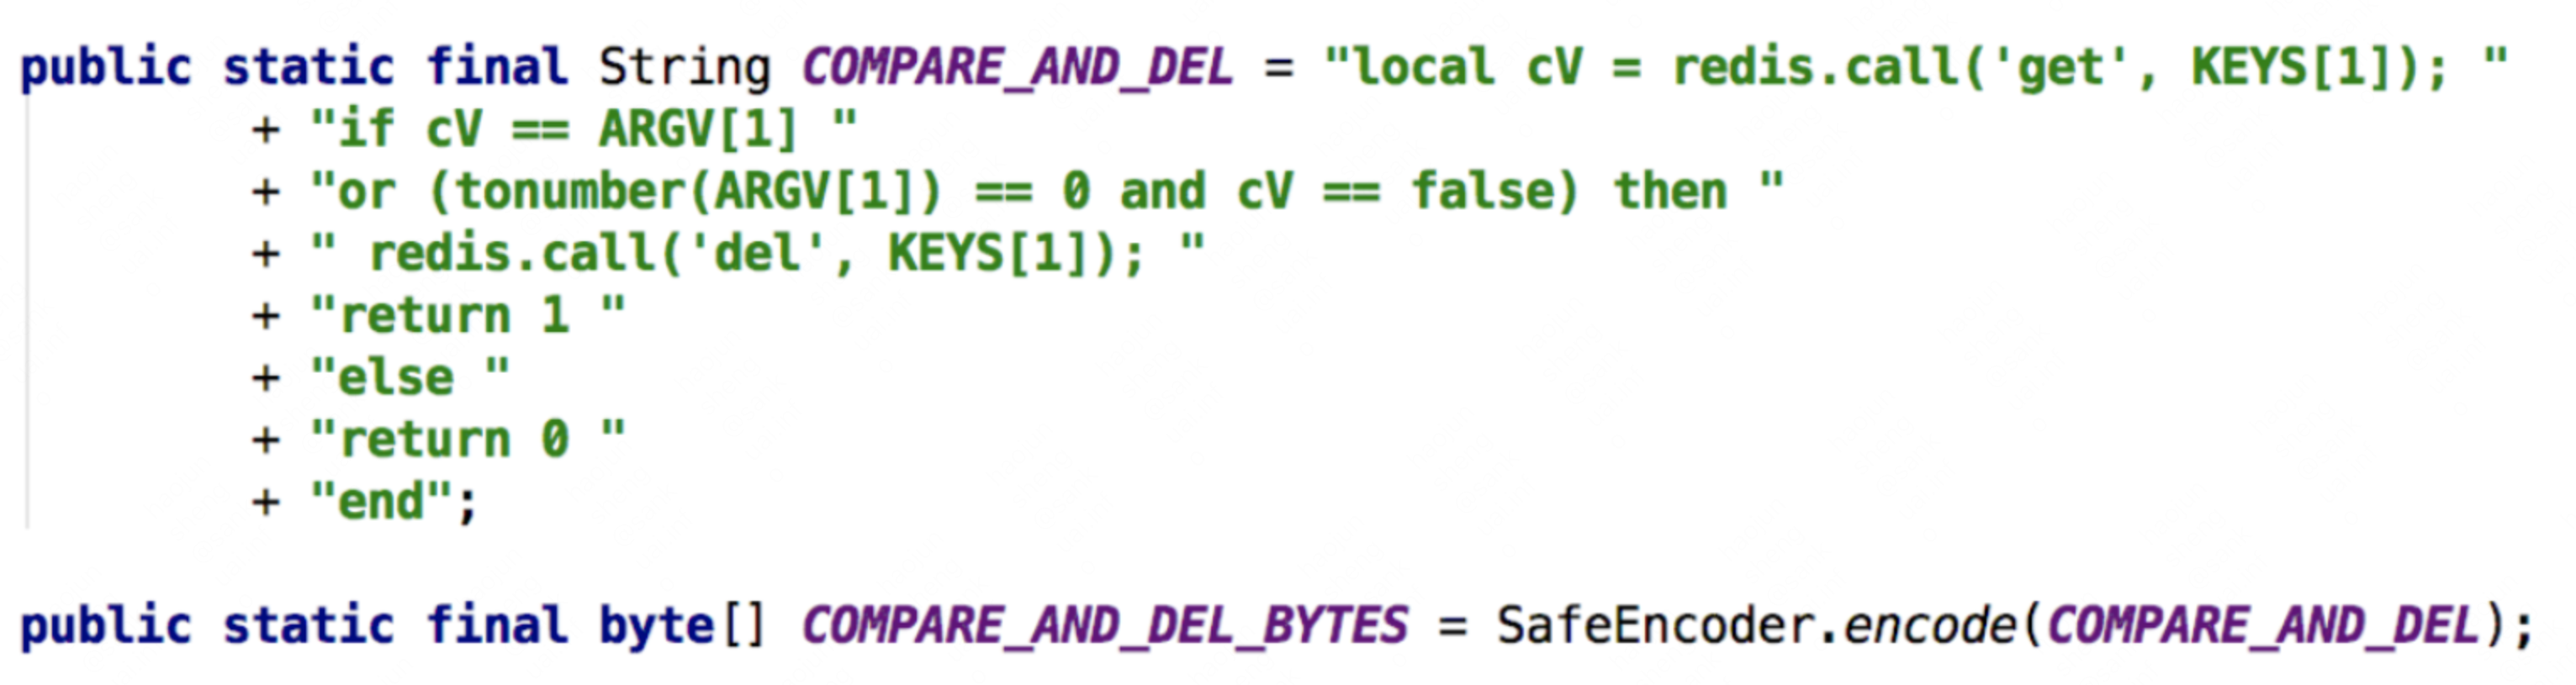 public static final String COMPARE_AND_DEL = "local cV = redis.call('get', KEYS[1]); "
+ "if cV == ARGV[1] "
+ "or (tonumber(ARGV[1]) == 0 and cV == false) then "
+ " redis.call('del', KEYS[1]); "
+ "return 1 "
+ "else "
+ "return 0 "
+ "end";
public static final byte[] COMPARE_AND_DEL_BYTES = SafeEncoder.encode(COMPARE_AND_DEL);